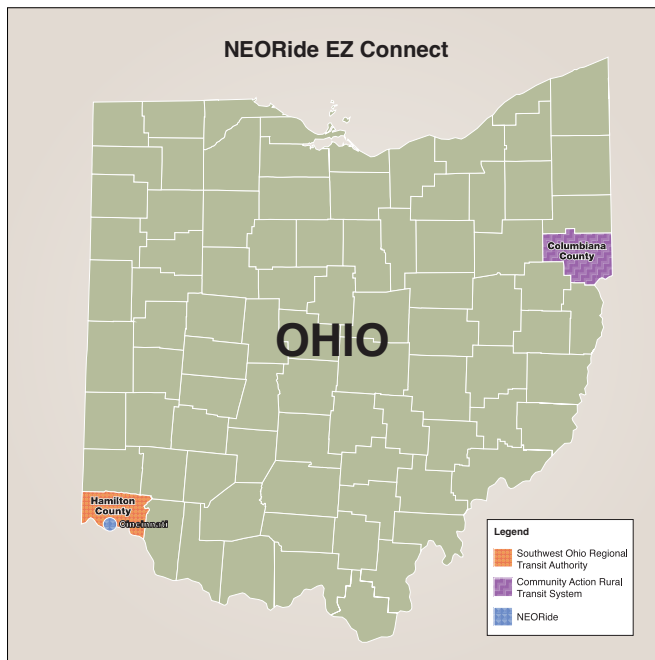 NEORide EZ Connect
Columbiana
County
OHIO
Hamilton
County
Cincinnati
Legend
Southwest Ohio Regional
Transit Authority
Community Action Rural
Transit System
NEORide